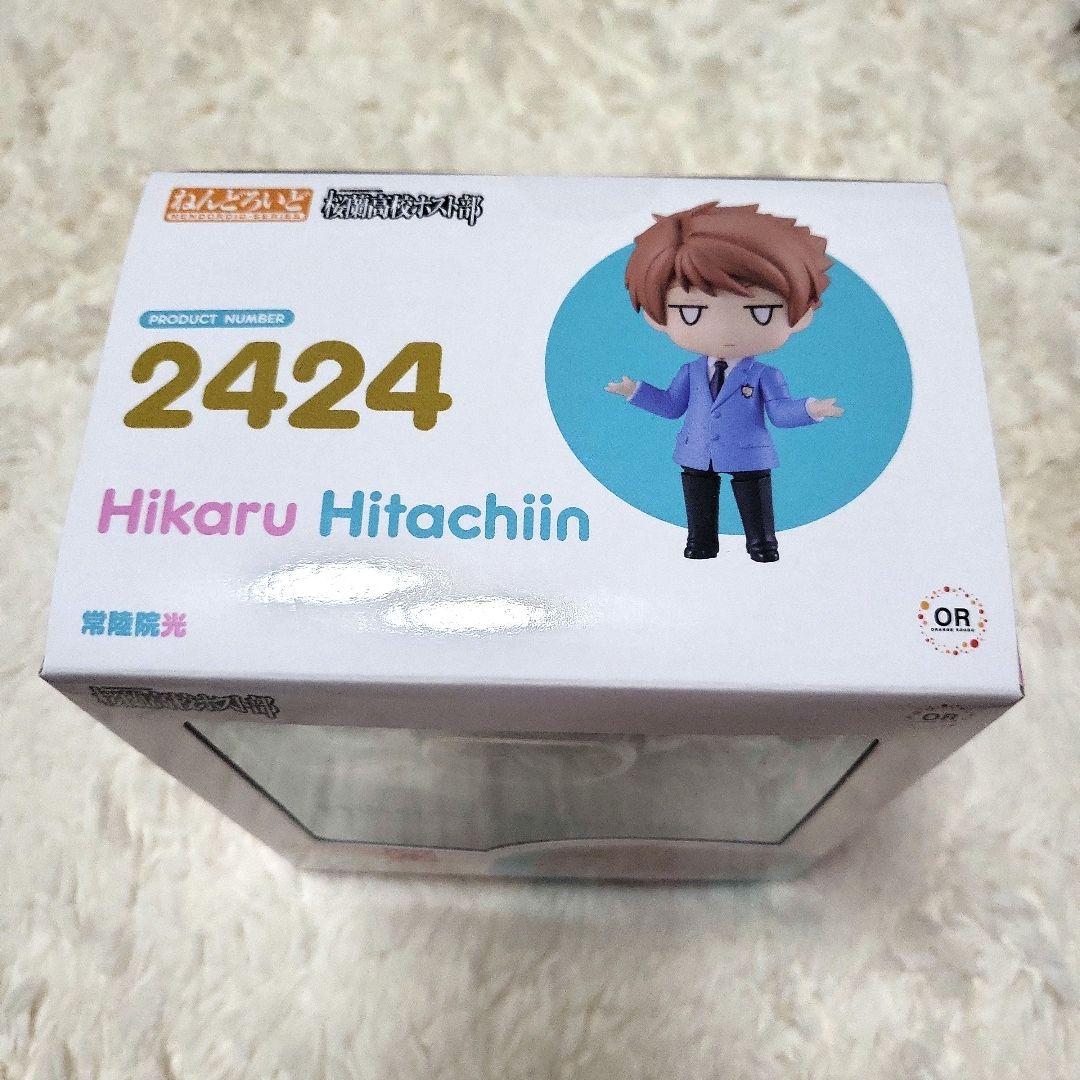 ねんどろいど
NENDOROID SERIES
桜蘭高校ホスト部
PRODUCT NUMBER
2424
Hikaru Hitachiin
常陸院光
OR
ORANGE ROUGE
桜蘭高校ホスト部
OR